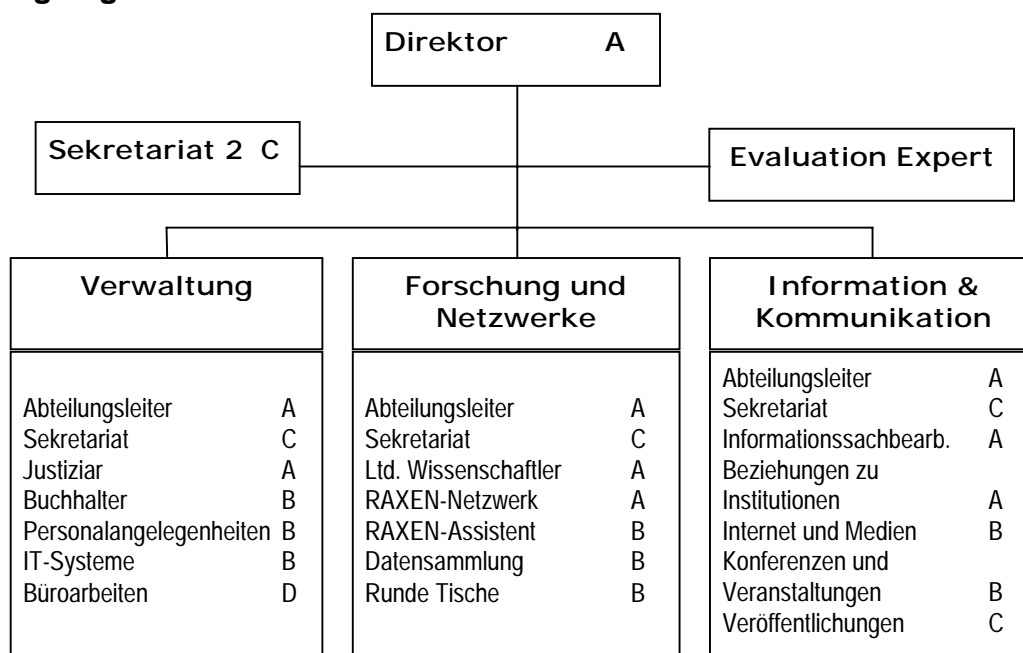 Direktor A
Sekretariat 2 C
Evaluation Expert
Verwaltung
Abteilungsleiter A
Sekretariat C
Justiziar A
Buchhalter B
Personalangelegenheiten B
IT-Systeme B
Büroarbeiten D
Forschung und
Netzwerke
Abteilungsleiter A
Sekretariat C
Ltd. Wissenschaftler A
RAXEN-Netzwerk A
RAXEN-Assistent B
Datensammlung B
Runde Tische B
Information &
Kommunikation
Abteilungsleiter A
Sekretariat C
Informationssachbearb. A
Beziehungen zu
Institutionen A
Internet und Medien B
Konferenzen und
Veranstaltungen B
Veröffentlichungen C